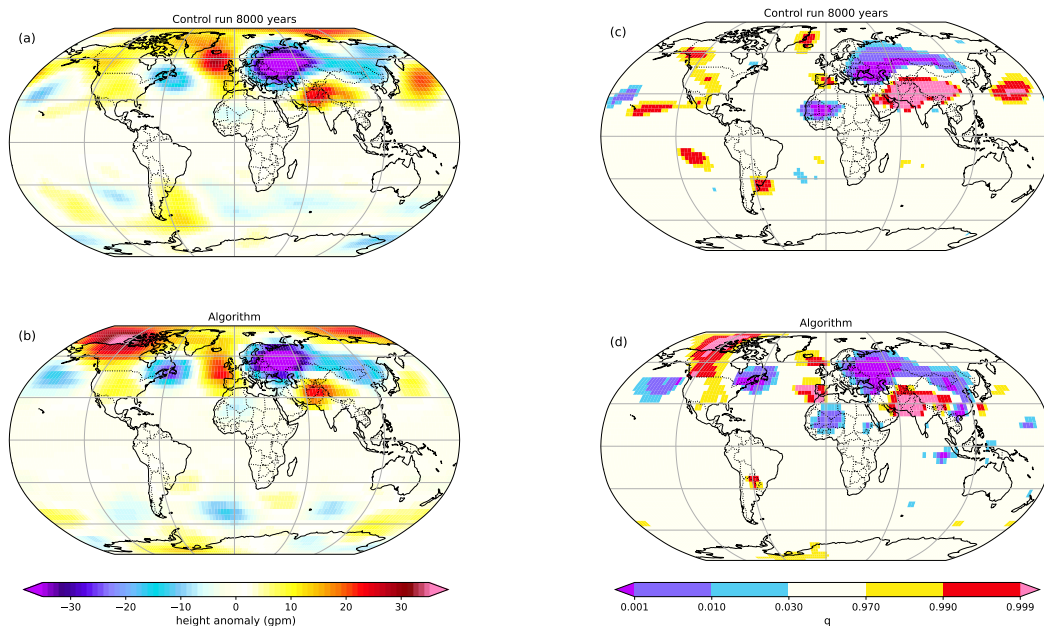 Control run 8000 years
(a)
Control run 8000 years
(c)
Algorithm
(b)
Algorithm
(d)
−30 −20 −10 0 10 20 30
height anomaly (gpm)
0.001 0.010 0.030 0.970 0.990 0.999
q